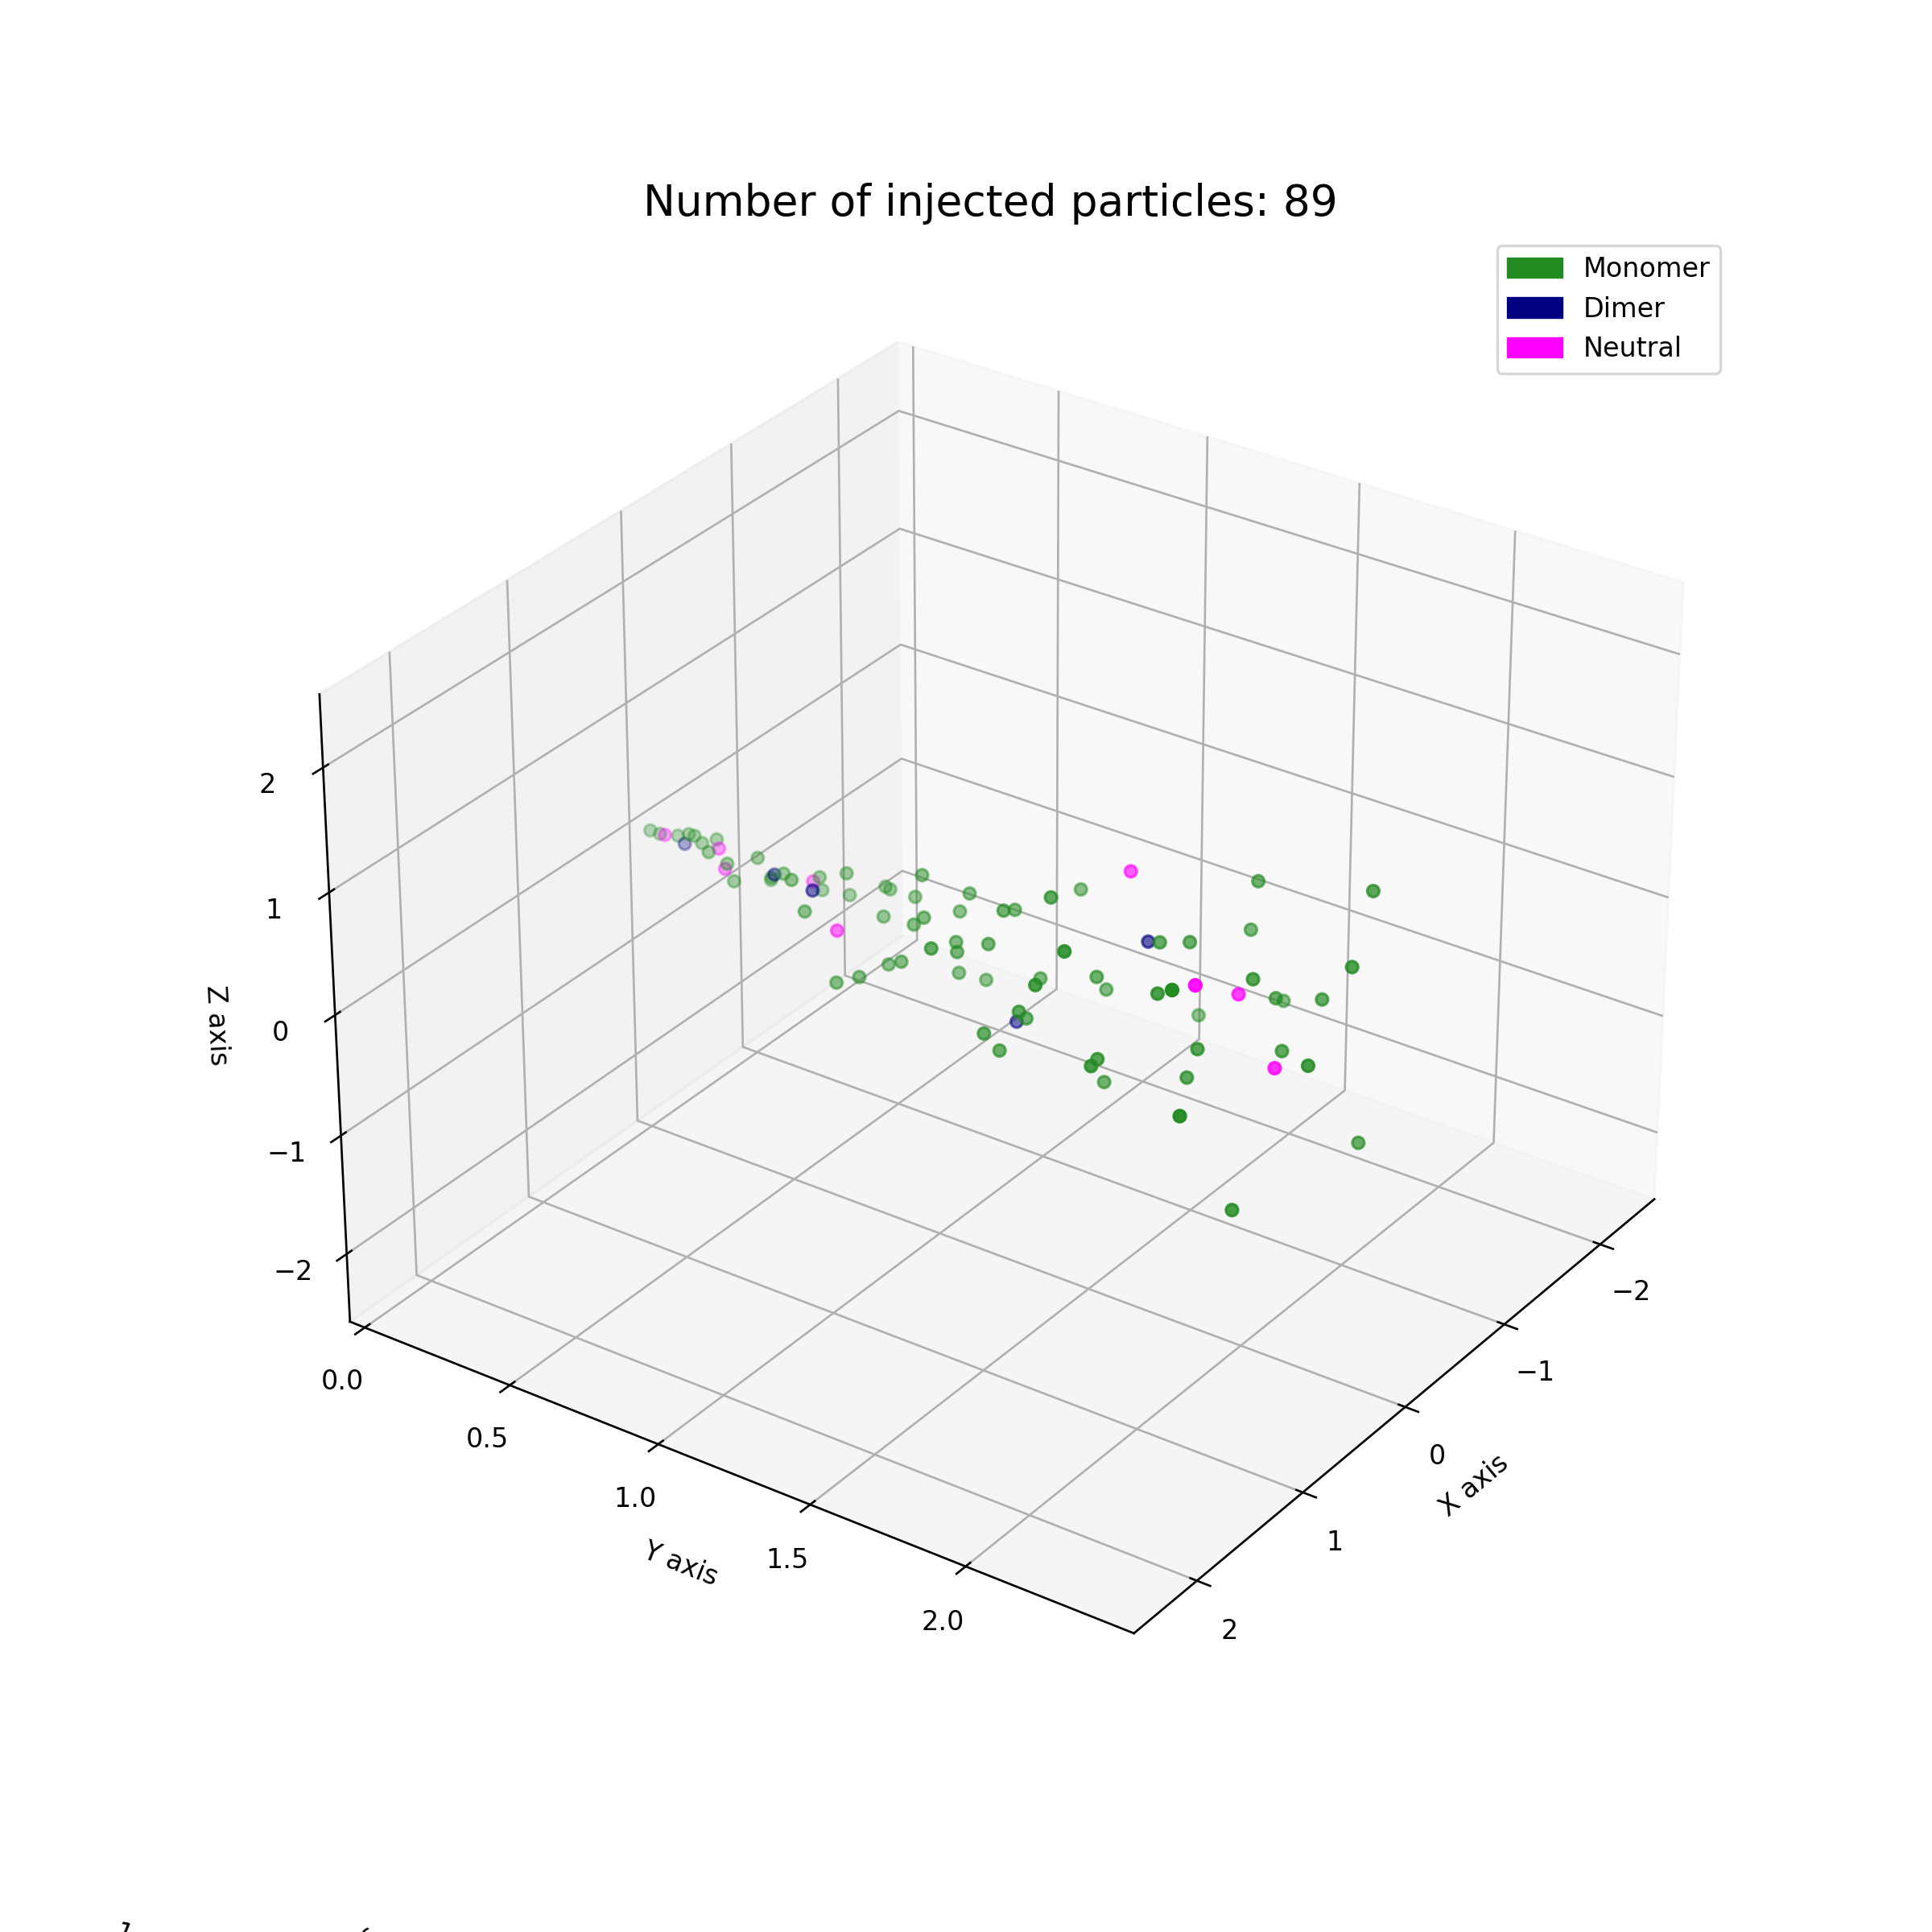 Number of injected particles: 89
Monomer
Dimer
Neutral
2
1
0
−1
−2
Z axis
0.0
0.5
1.0
1.5
2.0
Y axis
−2
−1
0
1
2
X axis